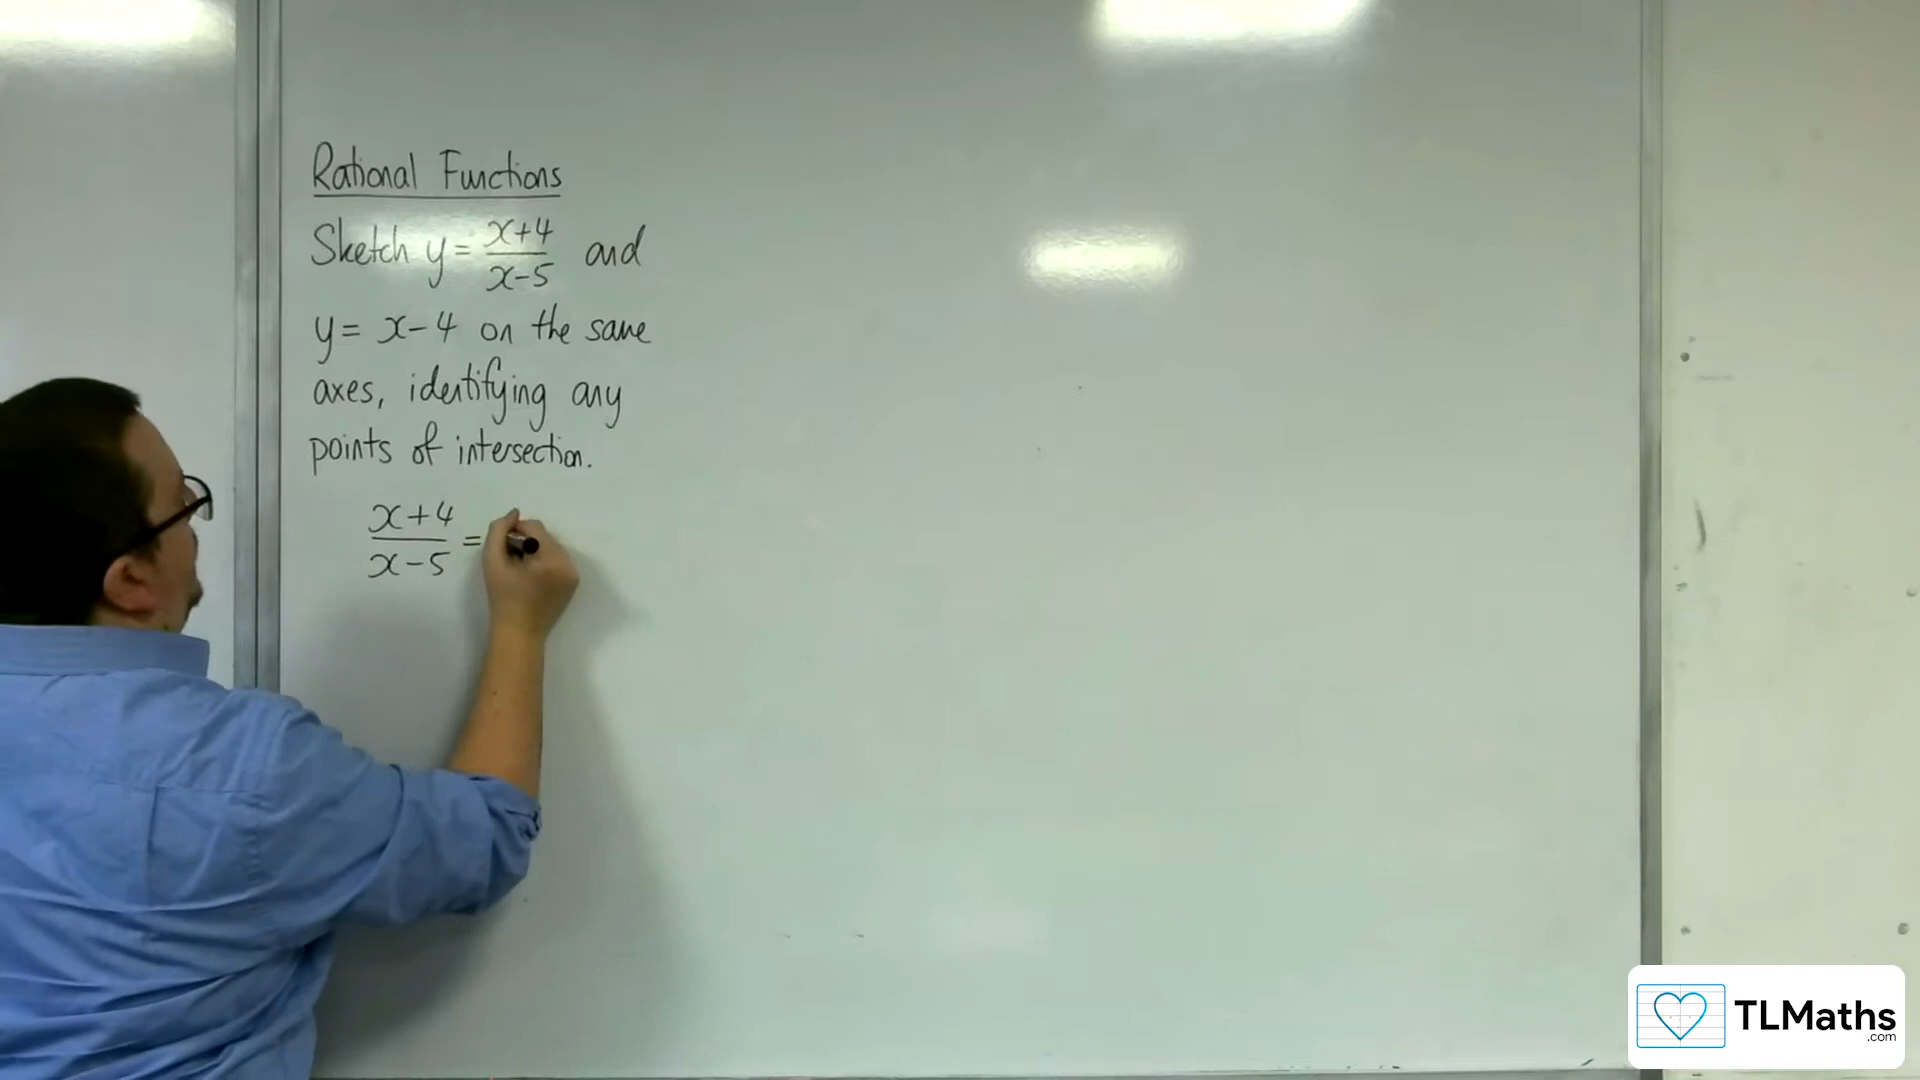 Rational Functions
Sketch y = x+4/x-5 and
y = x-4 on the same
axes, identifying any
points of intersection.
x+4/x-5 =
TLMaths
.com